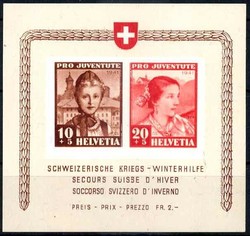 PRO JUVENTUTE
1941
10
+ 5
HELVETIA
PRO JUVENTUTE
1941
20
+ 5
HELVETIA
SCHWEIZERISCHE KRIEGS - WINTERHILFE
SECOURS SUISSE D'HIVER
SOCCORSO SVIZZERO D'INVERNO
PREIS - PRIX - PREZZO FR. 2.-